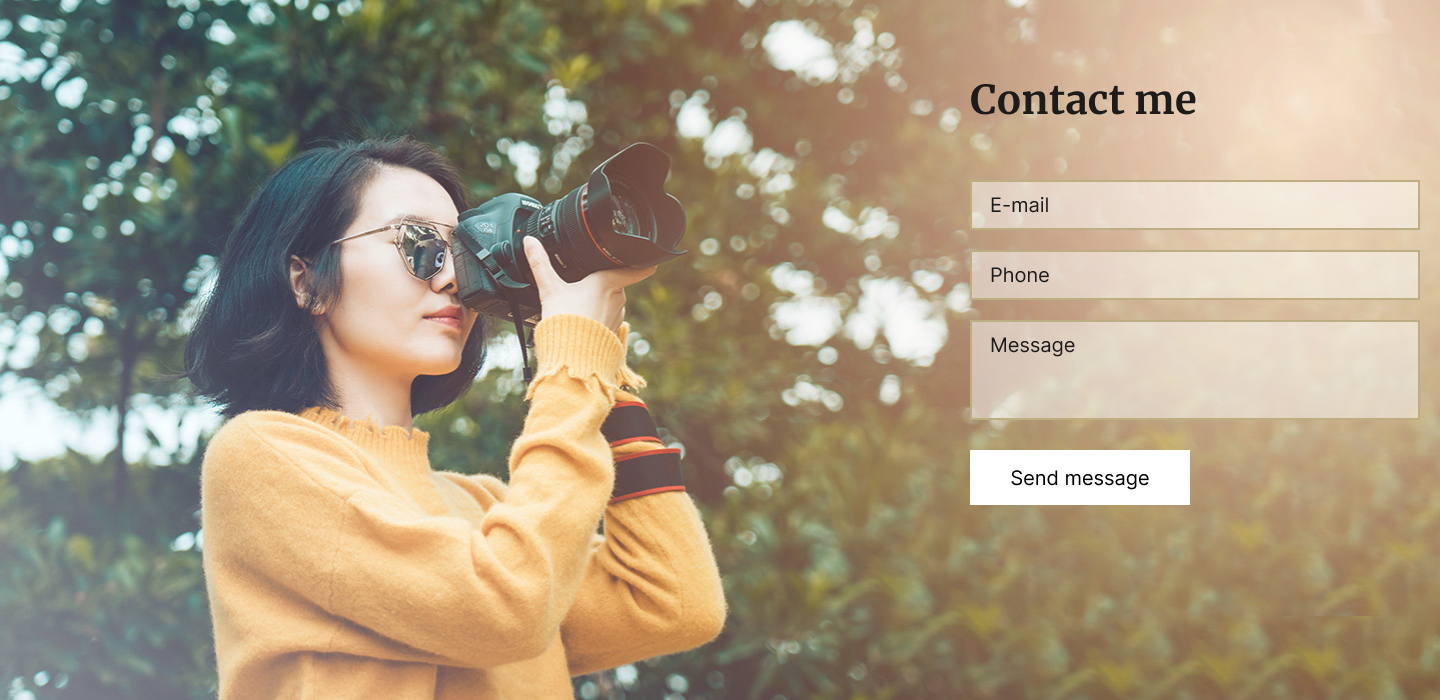 Contact me
E-mail
Phone
Message
Send message